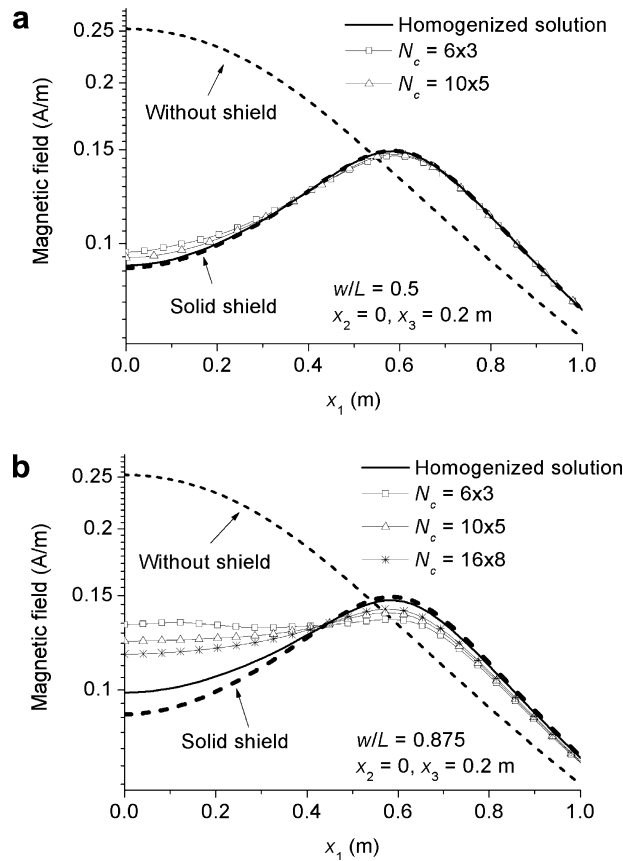 a
Homogenized solution
N_c = 6x3
N_c = 10x5
Without shield
Solid shield
w/L = 0.5
x_2 = 0, x_3 = 0.2 m
Magnetic field (A/m)
0.25
0.2
0.15
0.1
0.0 0.2 0.4 0.6 0.8 1.0
x_1 (m)
b
Homogenized solution
N_c = 6x3
N_c = 10x5
N_c = 16x8
Without shield
Solid shield
w/L = 0.875
x_2 = 0, x_3 = 0.2 m
Magnetic field (A/m)
0.25
0.2
0.15
0.1
0.0 0.2 0.4 0.6 0.8 1.0
x_1 (m)